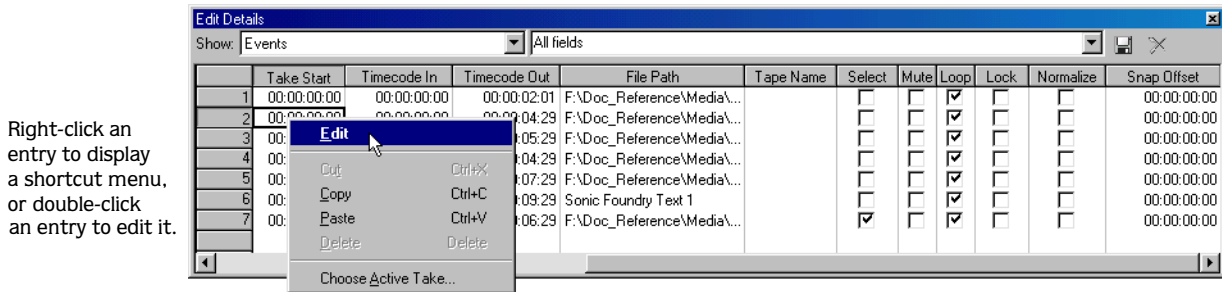 Edit Details
Show: Events All fields
Take Start Timecode In Timecode Out File Path Tape Name Select Mute Loop Lock Normalize Snap Offset
1 00:00:00:00 00:00:00:00 00:00:02:01 F:\Doc_Reference\Media\... 00:00:00:00
2 00:00:00:00 00:00:00:00 00:00:04:29 F:\Doc_Reference\Media\... 00:00:00:00
3 00: :05:29 F:\Doc_Reference\Media\... 00:00:00:00
4 00: :04:29 F:\Doc_Reference\Media\... 00:00:00:00
5 00: :07:29 F:\Doc_Reference\Media\... 00:00:00:00
6 00: :09:29 Sonic Foundry Text 1 00:00:00:00
7 00: :06:29 F:\Doc_Reference\Media\... 00:00:00:00
Edit
Cut Ctrl+X
Copy Ctrl+C
Paste Ctrl+V
Delete Delete
Choose Active Take...
Right-click an
entry to display
a shortcut menu,
or double-click
an entry to edit it.